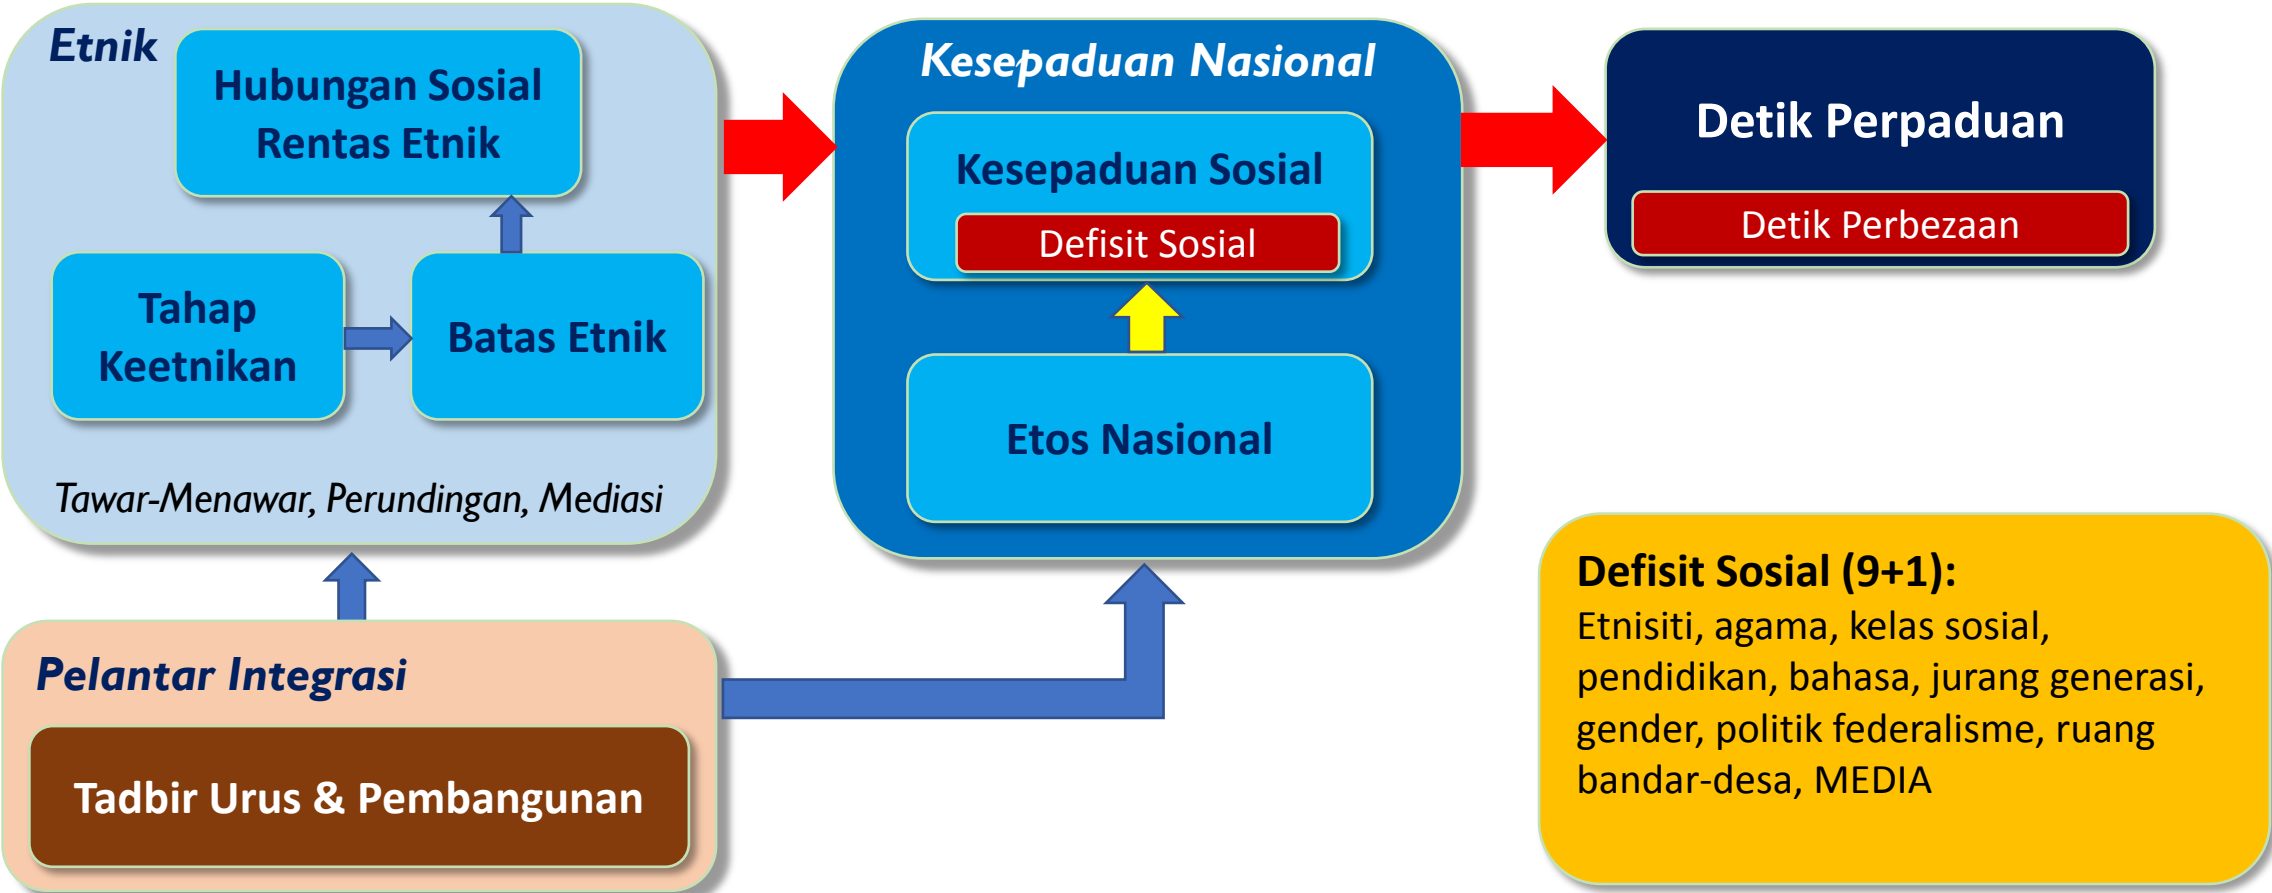 Etnik
Hubungan Sosial
Rentas Etnik
Tahap
Keetnikan
Batas Etnik
Tawar-Menawar, Perundingan, Mediasi
Pelantar Integrasi
Tadbir Urus & Pembangunan
Kesepaduan Nasional
Kesepaduan Sosial
Defisit Sosial
Etos Nasional
Detik Perpaduan
Detik Perbezaan
Defisit Sosial (9+1):
Etnisiti, agama, kelas sosial,
pendidikan, bahasa, jurang generasi,
gender, politik federalisme, ruang
bandar-desa, MEDIA